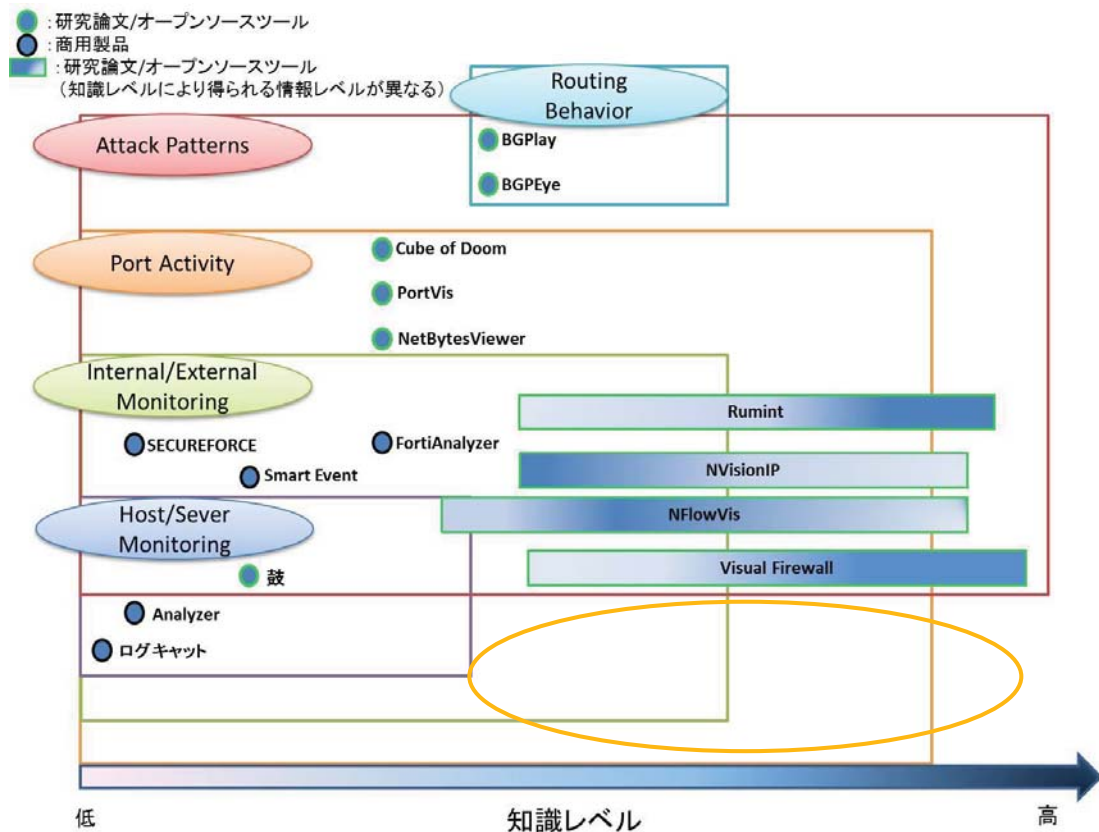 ：研究論文/オープンソースツール
：商用製品
：研究論文/オープンソースツール
（知識レベルにより得られる情報レベルが異なる）
Routing
Behavior
Attack Patterns
BGPlay
BGPEye
Port Activity
Cube of Doom
PortVis
NetBytesViewer
Internal/External
Monitoring
Rumint
SECUREFORCE
FortiAnalyzer
Smart Event
NVisionIP
Host/Sever
Monitoring
NFlowVis
鼓
Visual Firewall
Analyzer
ログキャット
低
知識レベル
高